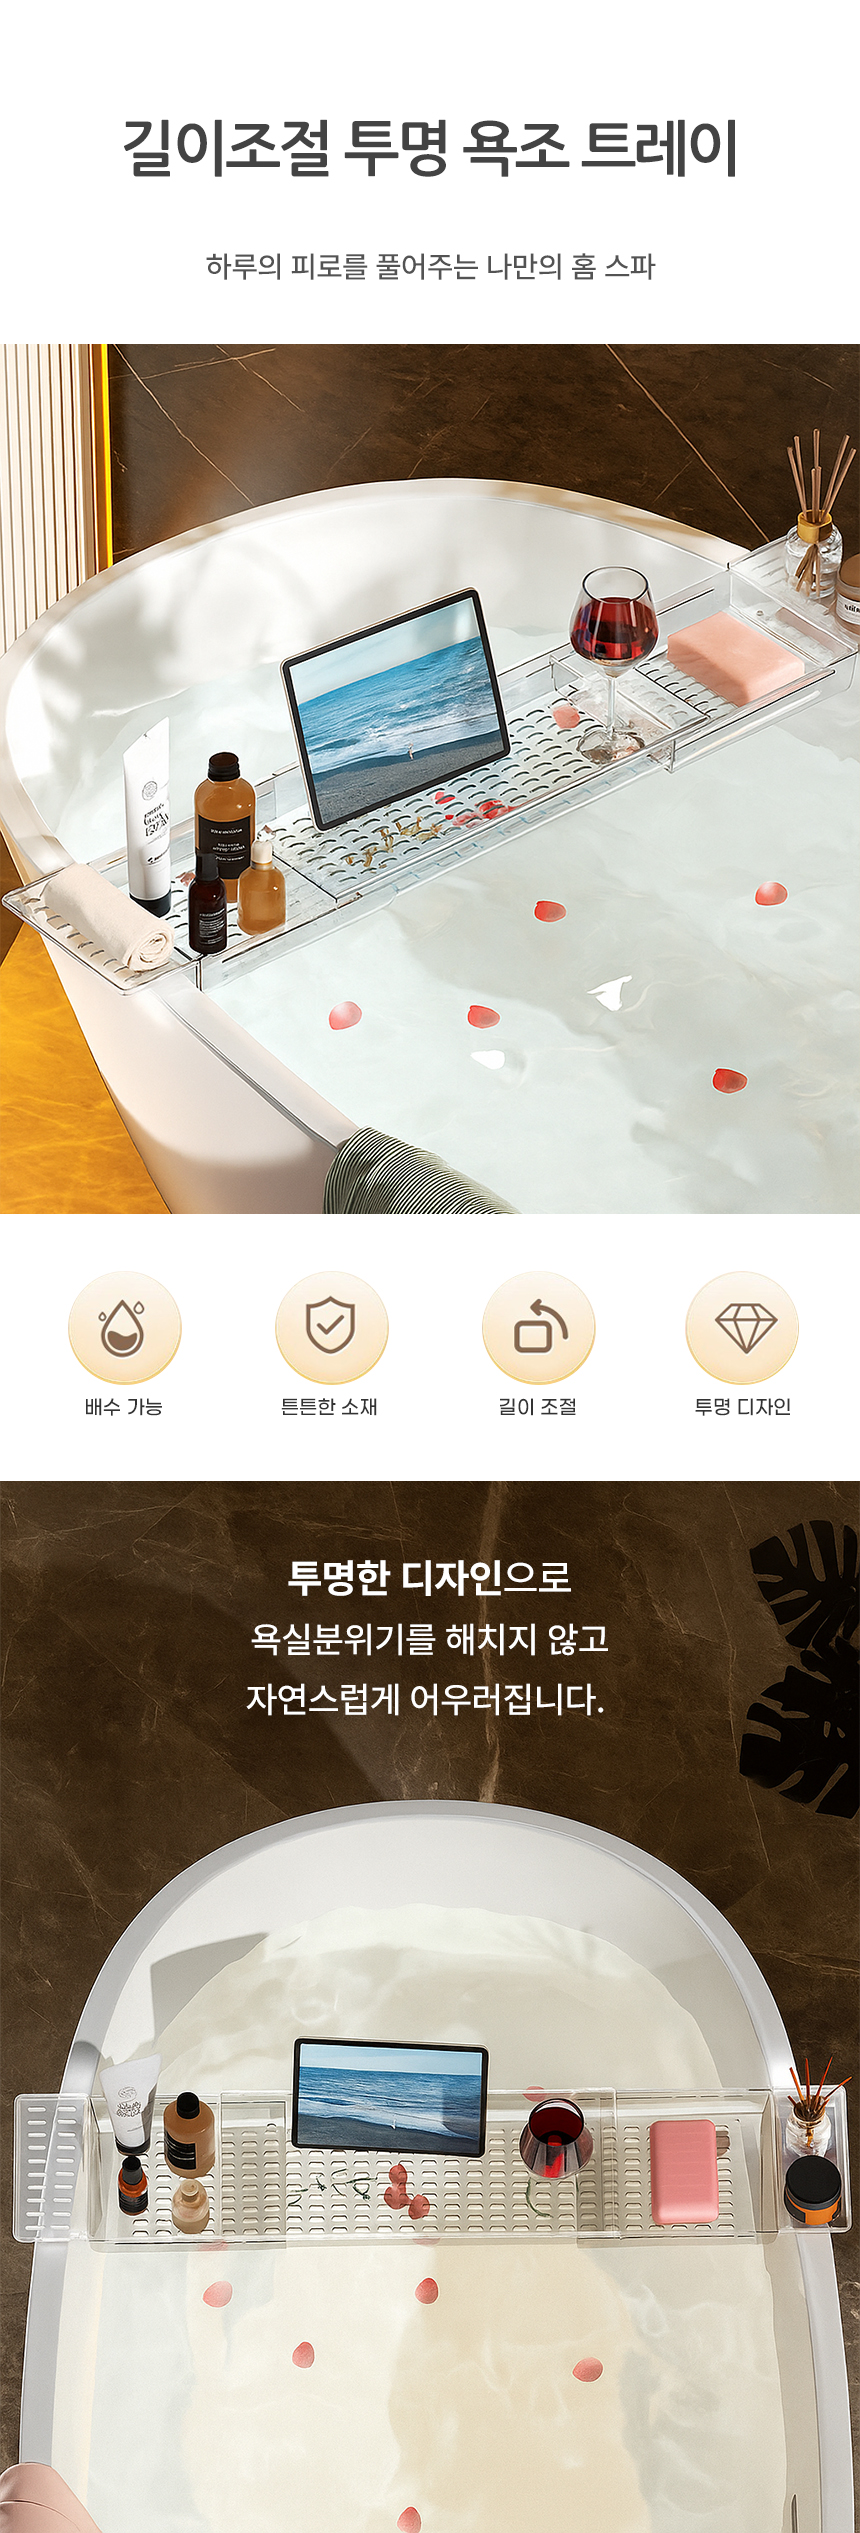 길이조절 투명 욕조 트레이
하루의 피로를 풀어주는 나만의 홈 스파
배수 가능
튼튼한 소재
길이 조절
투명 디자인
투명한 디자인으로
욕실분위기를 해치지 않고
자연스럽게 어우러집니다.